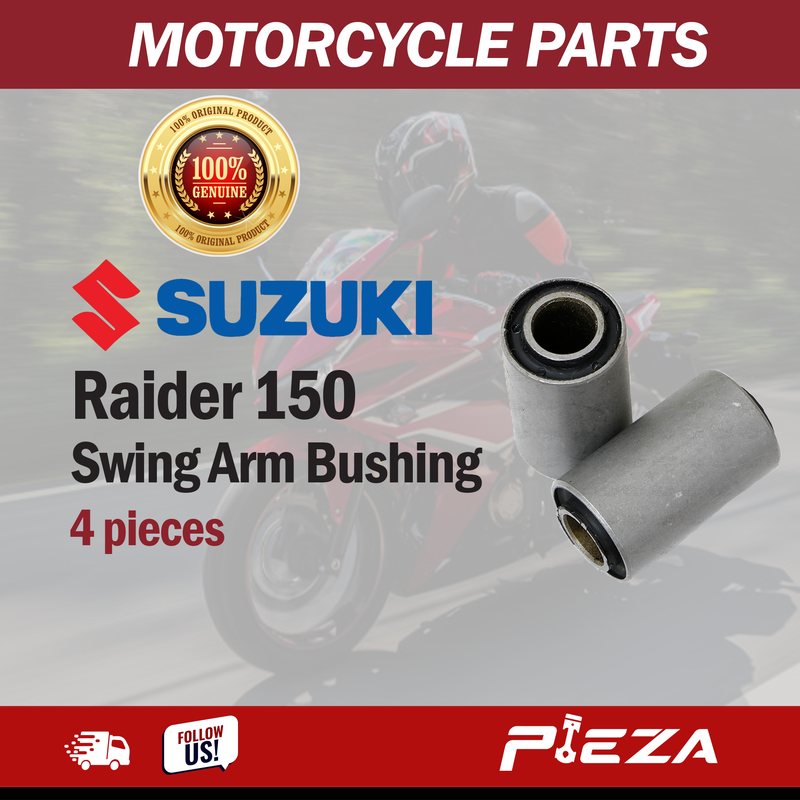 MOTORCYCLE PARTS
100% ORIGINAL PRODUCT
100%
GENUINE
100% ORIGINAL PRODUCT
SUZUKI
Raider 150
Swing Arm Bushing
4 pieces
FOLLOW
US!
PIEZA